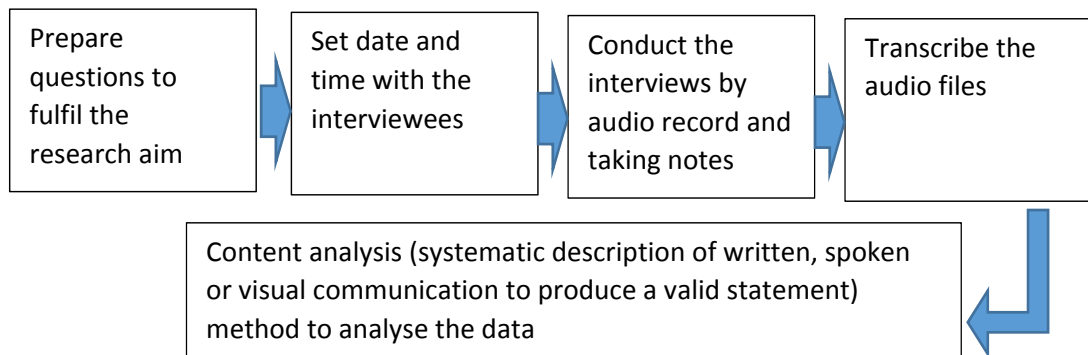 Prepare
questions to
fulfil the
research aim
Set date and
time with the
interviewees
Conduct the
interviews by
audio record and
taking notes
Transcribe the
audio files
Content analysis (systematic description of written, spoken
or visual communication to produce a valid statement)
method to analyse the data